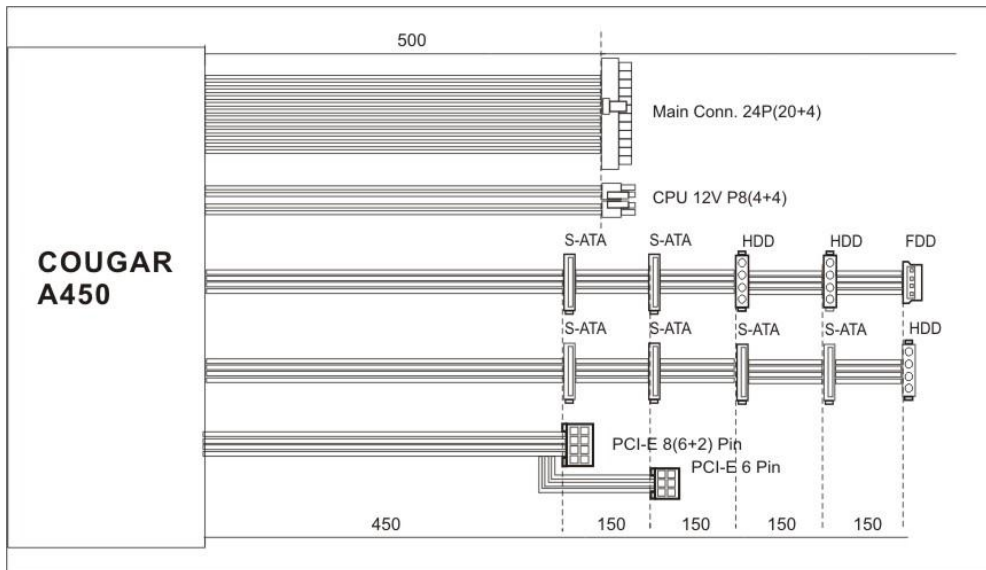 500
Main Conn. 24P(20+4)
CPU 12V P8(4+4)
S-ATA S-ATA HDD HDD FDD
COUGAR
A450
S-ATA S-ATA S-ATA S-ATA HDD
PCI-E 8(6+2) Pin
PCI-E 6 Pin
450 150 150 150 150